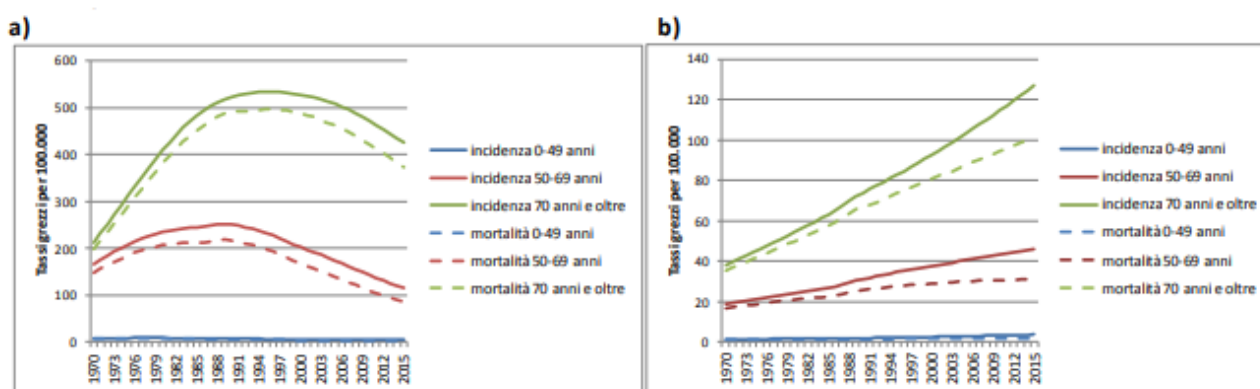 a)
600
500
400
300
200
100
0
Tassi grezzi per 100.000
1970
1973
1976
1979
1982
1985
1988
1991
1994
1997
2000
2003
2006
2009
2012
2015
incidenza 0-49 anni
incidenza 50-69 anni
incidenza 70 anni e oltre
mortalità 0-49 anni
mortalità 50-69 anni
mortalità 70 anni e oltre
b)
140
120
100
80
60
40
20
0
Tassi grezzi per 100.000
1970
1973
1976
1979
1982
1985
1988
1991
1994
1997
2000
2003
2006
2009
2012
2015
incidenza 0-49 anni
incidenza 50-69 anni
incidenza 70 anni e oltre
mortalità 0-49 anni
mortalità 50-69 anni
mortalità 70 anni e oltre